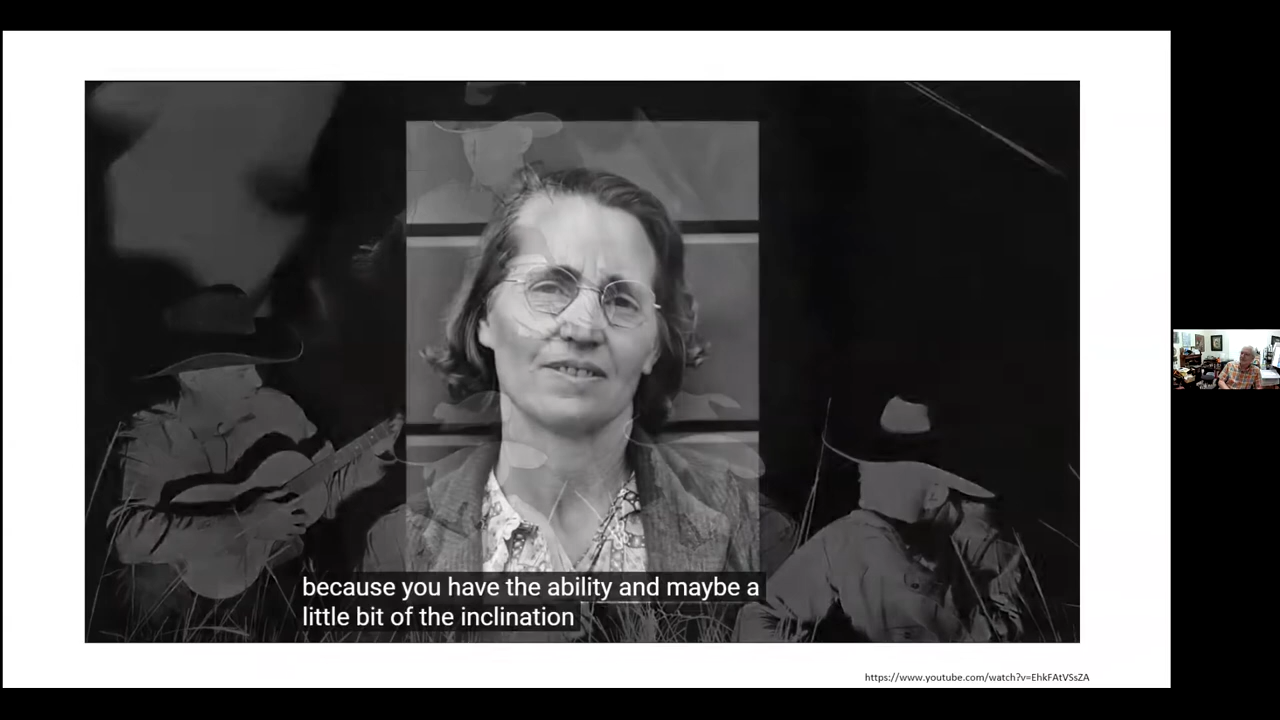 because you have the ability and maybe a
little bit of the inclination
https://www.youtube.com/watch?v=EhkFAtVSsZA